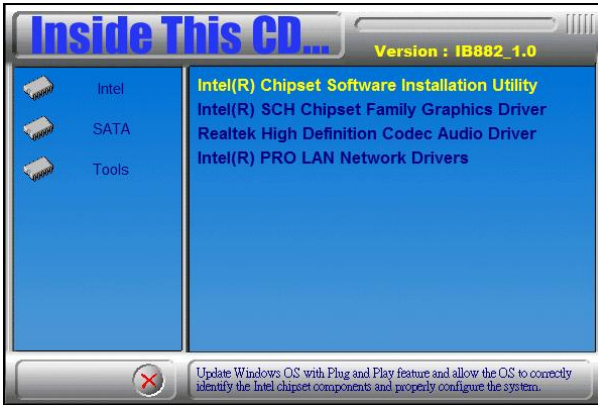 Inside This CD...
Version : IB882_1.0
Intel
SATA
Tools
Intel(R) Chipset Software Installation Utility
Intel(R) SCH Chipset Family Graphics Driver
Realtek High Definition Codec Audio Driver
Intel(R) PRO LAN Network Drivers
Update Windows OS with Plug and Play feature and allow the OS to correctly
identify the Intel chipset components and properly configure the system.